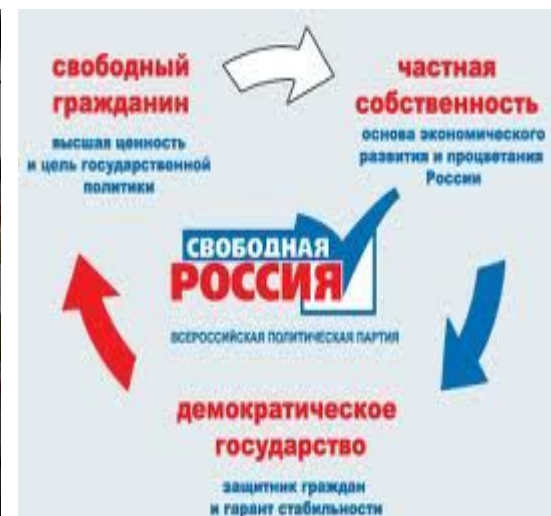 свободный
гражданин
высшая ценность
и цель государственной
политики
частная
собственность
основа экономического
развития и процветания
России
СВОБОДНАЯ
РОССИЯ
ВСЕРОССИЙСКАЯ ПОЛИТИЧЕСКАЯ ПАРТИЯ
демократическое
государство
защитник граждан
и гарант стабильности